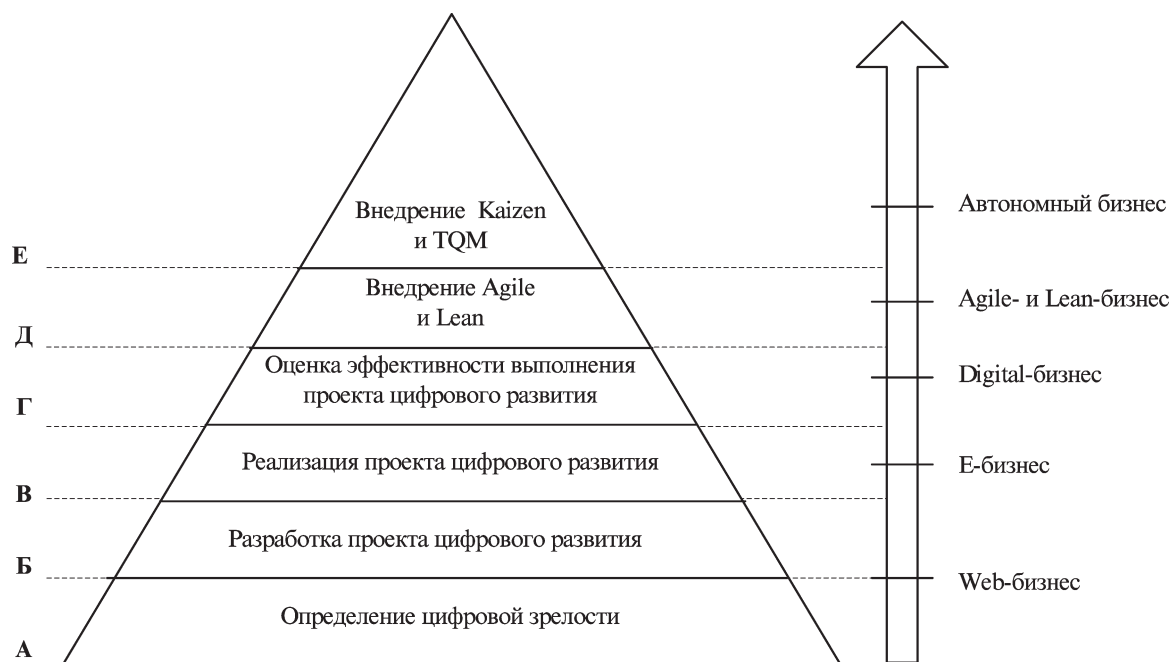 Внедрение Kaizen
и TQM
Автономный бизнес
Е
Внедрение Agile
и Lean
Agile- и Lean-бизнес
Д
Оценка эффективности выполнения
проекта цифрового развития
Digital-бизнес
Г
Реализация проекта цифрового развития
Е-бизнес
В
Разработка проекта цифрового развития
Б
Web-бизнес
Определение цифровой зрелости
А